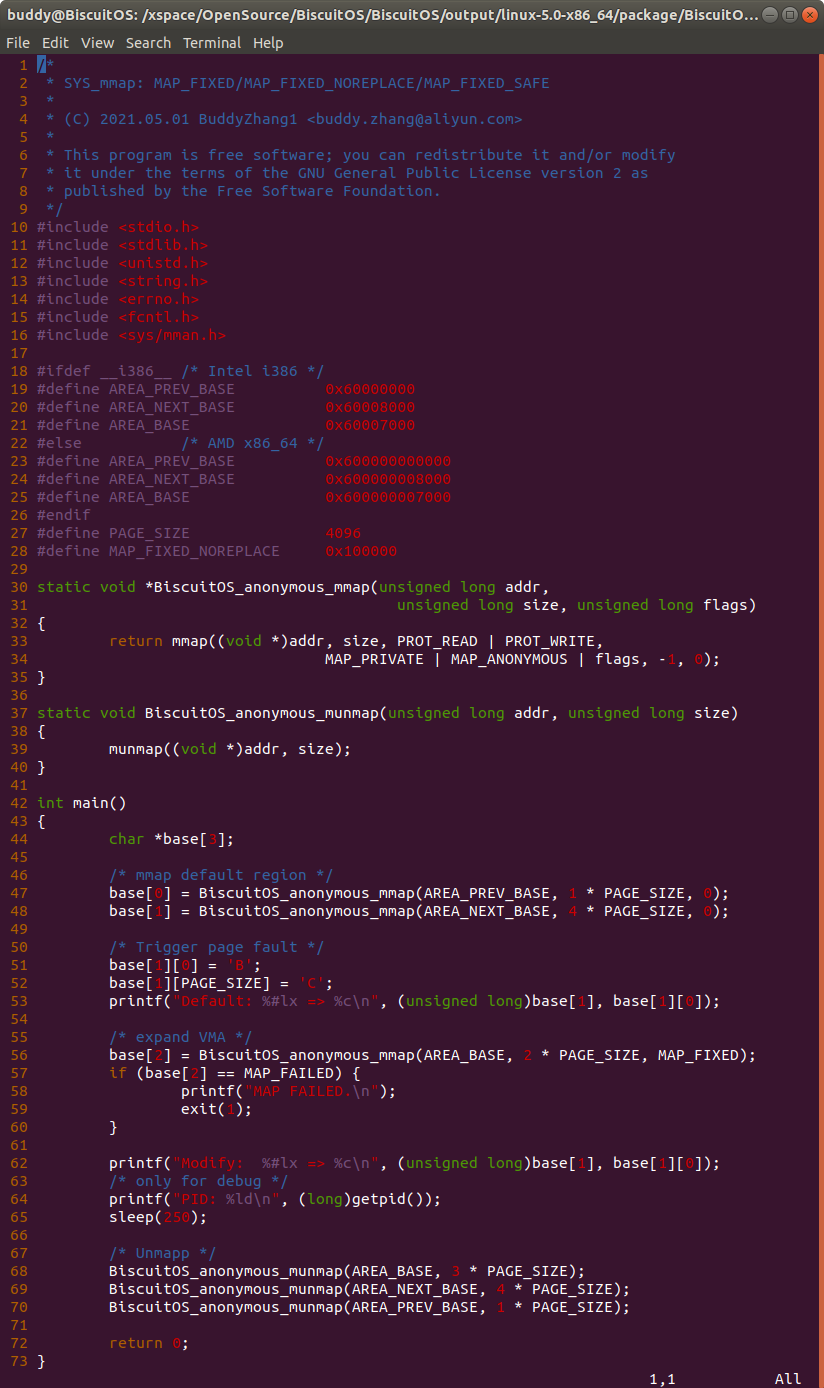 buddy@BiscuitOS: /xspace/OpenSource/BiscuitOS/BiscuitOS/output/linux-5.0-x86_64/package/BiscuitO...
File Edit View Search Terminal Help
1 /*
2  * SYS_mmap: MAP_FIXED/MAP_FIXED_NOREPLACE/MAP_FIXED_SAFE
3  *
4  * (C) 2021.05.01 BuddyZhang1 <buddy.zhang@aliyun.com>
5  *
6  * This program is free software; you can redistribute it and/or modify
7  * it under the terms of the GNU General Public License version 2 as
8  * published by the Free Software Foundation.
9  */
10 #include <stdio.h>
11 #include <stdlib.h>
12 #include <unistd.h>
13 #include <string.h>
14 #include <errno.h>
15 #include <fcntl.h>
16 #include <sys/mman.h>
17
18 #ifdef __i386__ /* Intel i386 */
19 #define AREA_PREV_BASE          0x60000000
20 #define AREA_NEXT_BASE          0x60008000
21 #define AREA_BASE               0x60007000
22 #else           /* AMD x86_64 */
23 #define AREA_PREV_BASE          0x600000000000
24 #define AREA_NEXT_BASE          0x600000008000
25 #define AREA_BASE               0x600000007000
26 #endif
27 #define PAGE_SIZE               4096
28 #define MAP_FIXED_NOREPLACE     0x100000
29
30 static void *BiscuitOS_anonymous_mmap(unsigned long addr,
31                                         unsigned long size, unsigned long flags)
32 {
33         return mmap((void *)addr, size, PROT_READ | PROT_WRITE,
34                                 MAP_PRIVATE | MAP_ANONYMOUS | flags, -1, 0);
35 }
36
37 static void BiscuitOS_anonymous_munmap(unsigned long addr, unsigned long size)
38 {
39         munmap((void *)addr, size);
40 }
41
42 int main()
43 {
44         char *base[3];
45
46         /* mmap default region */
47         base[0] = BiscuitOS_anonymous_mmap(AREA_PREV_BASE, 1 * PAGE_SIZE, 0);
48         base[1] = BiscuitOS_anonymous_mmap(AREA_NEXT_BASE, 4 * PAGE_SIZE, 0);
49
50         /* Trigger page fault */
51         base[1][0] = 'B';
52         base[1][PAGE_SIZE] = 'C';
53         printf("Default: %#lx => %c\n", (unsigned long)base[1], base[1][0]);
54
55         /* expand VMA */
56         base[2] = BiscuitOS_anonymous_mmap(AREA_BASE, 2 * PAGE_SIZE, MAP_FIXED);
57         if (base[2] == MAP_FAILED) {
58                 printf("MAP FAILED.\n");
59                 exit(1);
60         }
61
62         printf("Modify:  %#lx => %c\n", (unsigned long)base[1], base[1][0]);
63         /* only for debug */
64         printf("PID: %ld\n", (long)getpid());
65         sleep(250);
66
67         /* Unmapp */
68         BiscuitOS_anonymous_munmap(AREA_BASE, 3 * PAGE_SIZE);
69         BiscuitOS_anonymous_munmap(AREA_NEXT_BASE, 4 * PAGE_SIZE);
70         BiscuitOS_anonymous_munmap(AREA_PREV_BASE, 1 * PAGE_SIZE);
71
72         return 0;
73 }
1,1 All